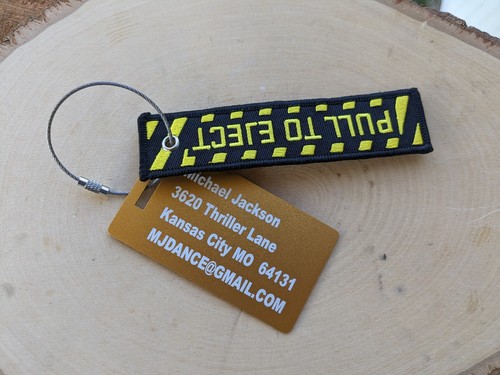 PULL TO EJECT
Michael Jackson
3620 Thriller Lane
Kansas City MO 64131
MJDANCE@GMAIL.COM